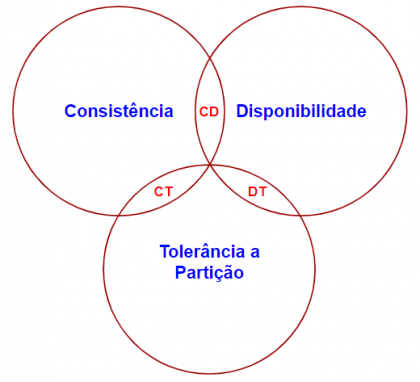 Consistência
CD
Disponibilidade
CT
DT
Tolerância a
Partição